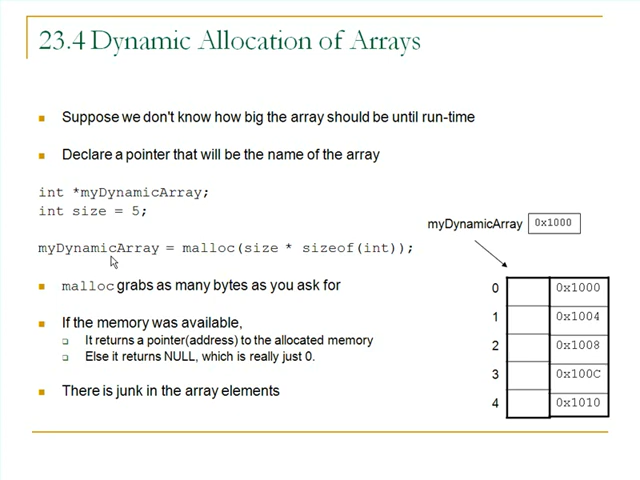 23.4 Dynamic Allocation of Arrays
Suppose we don't know how big the array should be until run-time
Declare a pointer that will be the name of the array
int *myDynamicArray;
int size = 5;
myDynamicArray = malloc(size * sizeof(int));
malloc grabs as many bytes as you ask for
If the memory was available,
It returns a pointer(address) to the allocated memory
Else it returns NULL, which is really just 0.
There is junk in the array elements
myDynamicArray 0x1000
0 0x1000
1 0x1004
2 0x1008
3 0x100C
4 0x1010